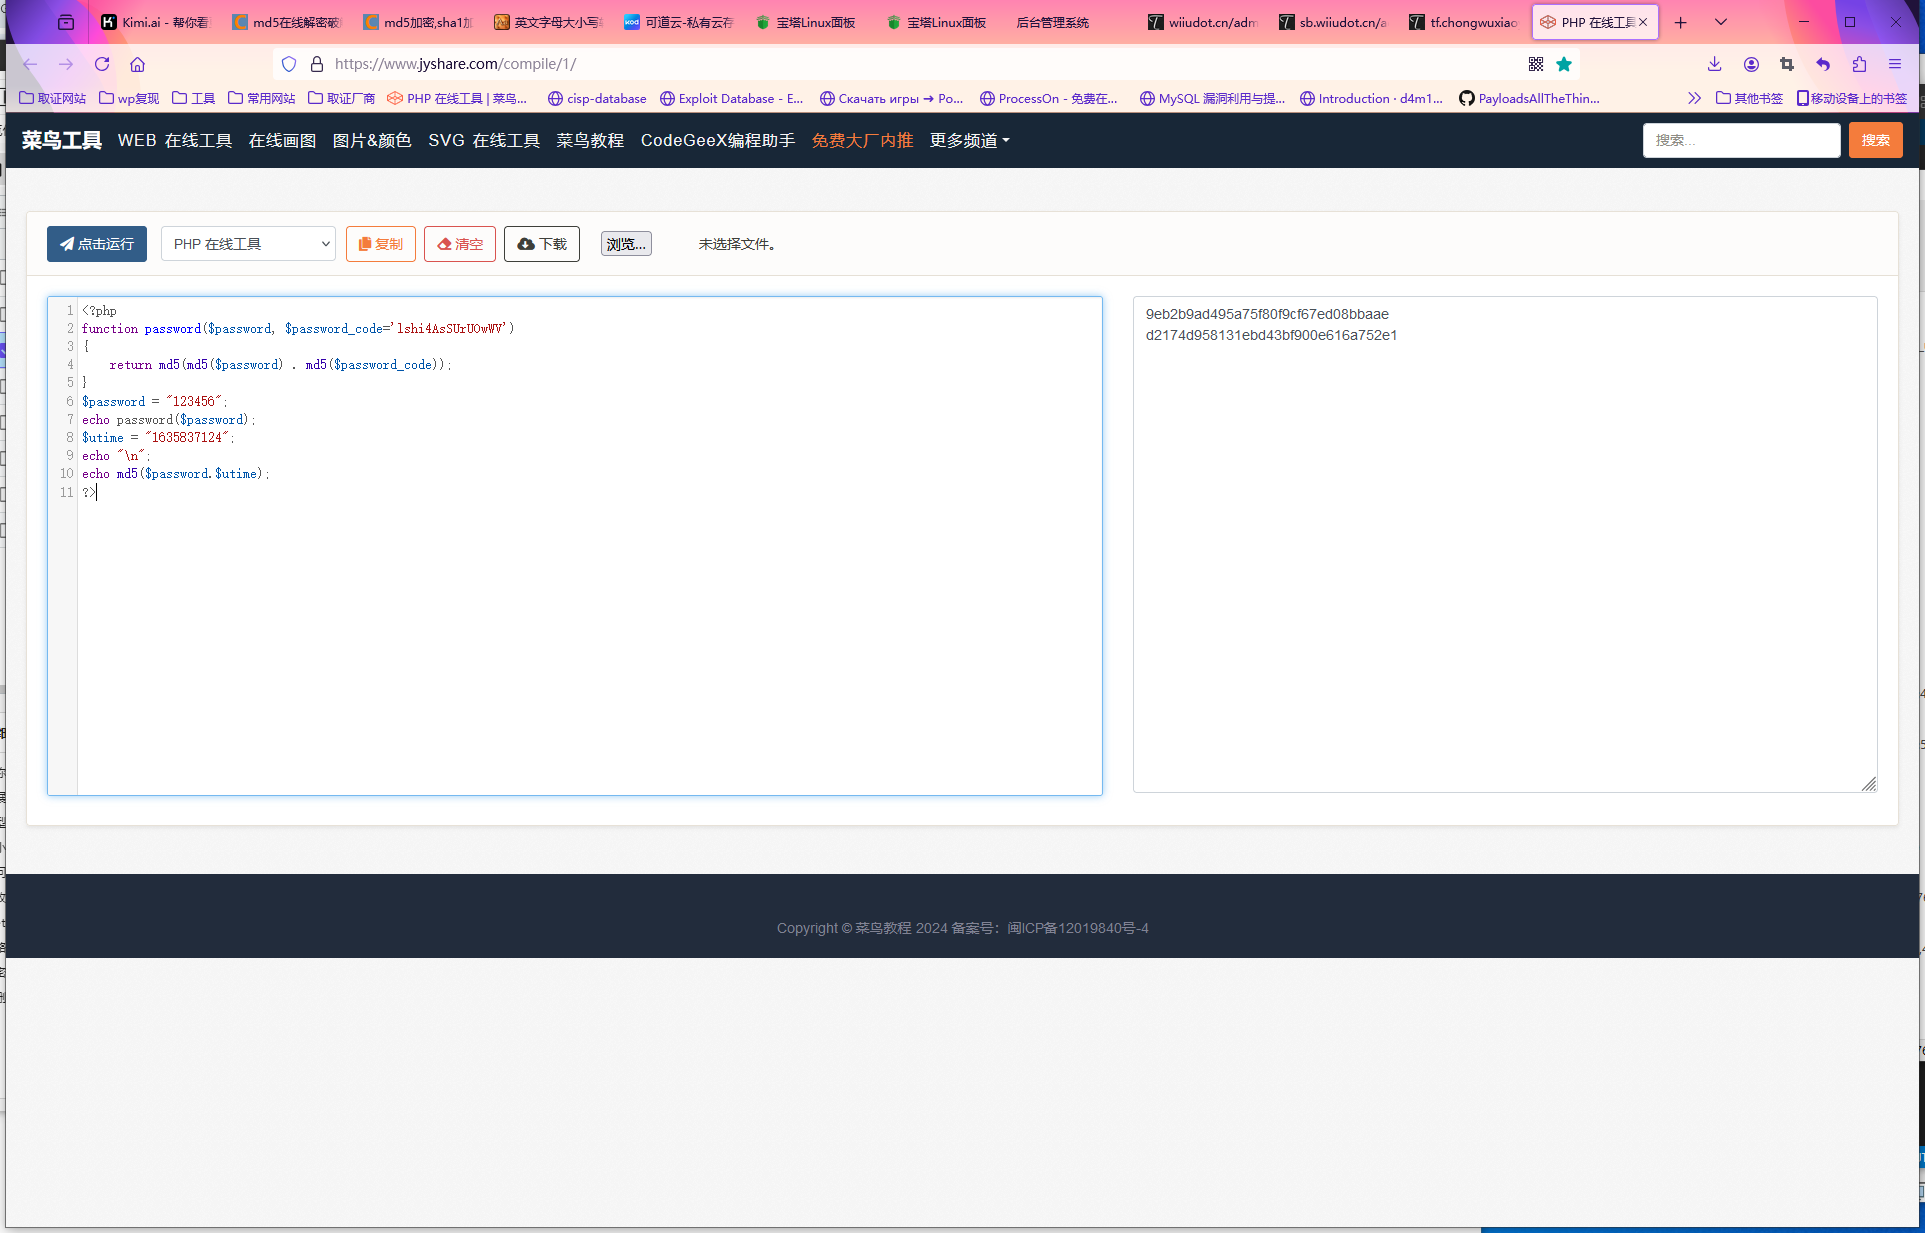 Kimi.ai - 帮你看
md5在线解密破
md5加密,sha1加
英文字母大小写
可道云-私有云存
宝塔Linux面板
宝塔Linux面板
后台管理系统
wiiudot.cn/adm
sb.wiiudot.cn/a
tf.chongwuxiao
PHP 在线工具
https://www.jyshare.com/compile/1/
取证网站 wp复现 工具 常用网站 取证厂商 PHP 在线工具 | 菜鸟... cisp-database Exploit Database - E... Скачать игры → Po... ProcessOn - 免费在... MySQL 漏洞利用与提... Introduction · d4m1... PayloadsAllTheThin... 其他书签 移动设备上的书签
菜鸟工具 WEB 在线工具 在线画图 图片&颜色 SVG 在线工具 菜鸟教程 CodeGeeX编程助手 免费大厂内推 更多频道 搜索... 搜索
点击运行 PHP 在线工具 复制 清空 下载 浏览... 未选择文件。
1 <?php
2 function password($password, $password_code='lshi4AsSUrUOwWV')
3 {
4     return md5(md5($password) . md5($password_code));
5 }
6 $password = "123456";
7 echo password($password);
8 $utime = "1635837124";
9 echo "\n";
10 echo md5($password.$utime);
11 ?>
9eb2b9ad495a75f80f9cf67ed08bbaae
d2174d958131ebd43bf900e616a752e1
Copyright © 菜鸟教程 2024 备案号：闽ICP备12019840号-4